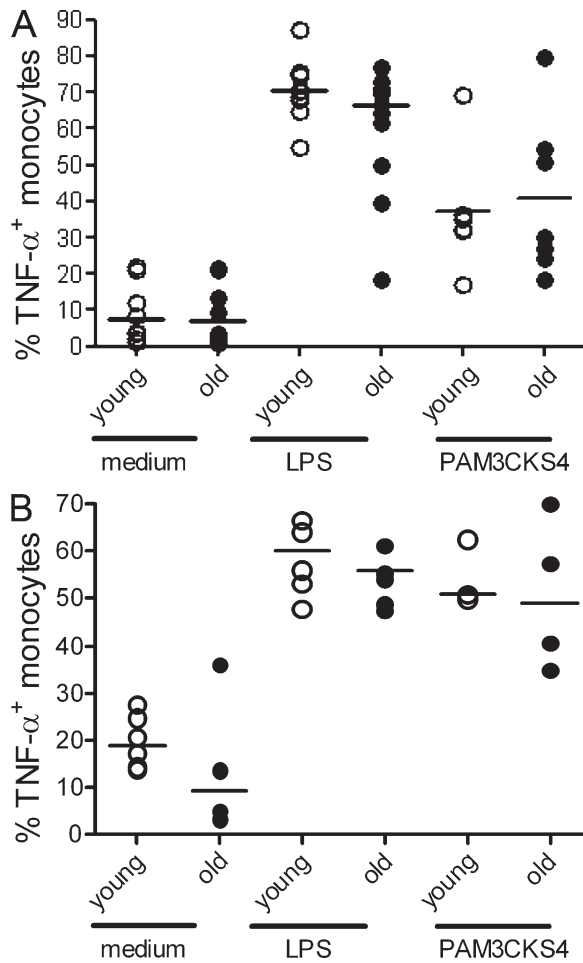 A
% TNF-α+ monocytes
90
80
70
60
50
40
30
20
10
0
young old young old young old
medium LPS PAM3CKS4
B
% TNF-α+ monocytes
70
60
50
40
30
20
10
0
young old young old young old
medium LPS PAM3CKS4